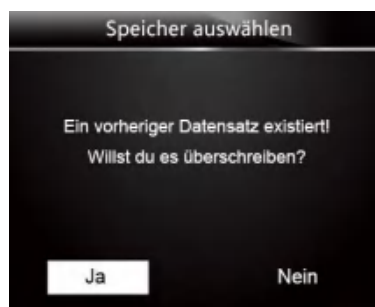 Speicher auswählen
Ein vorheriger Datensatz existiert!
Willst du es überschreiben?
Ja Nein